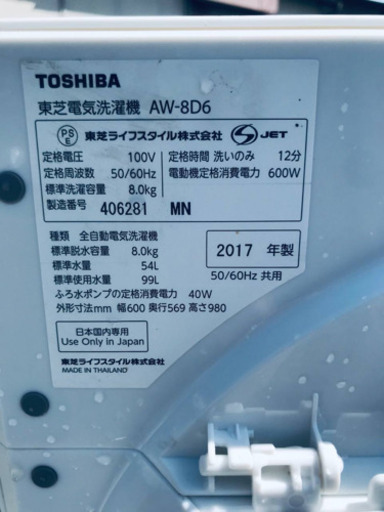 TOSHIBA
東芝電気洗濯機 AW-8D6
PS E 東芝ライフスタイル株式会社 S JET
定格電圧 100V 定格時間 洗いのみ 12分
定格周波数 50/60Hz 電動機定格消費電力 600W
標準洗濯容量 8.0kg
製造番号 406281 MN
種類 全自動電気洗濯機
標準脱水容量 8.0kg
標準水量 54L
標準使用水量 99L
2017 年製
50/60Hz 共用
ふろ水ポンプの定格消費電力 40W
外形寸法mm 幅600 奥行569 高さ980
日本国内専用
Use Only in Japan
東芝ライフスタイル株式会社
MADE IN THAILAND